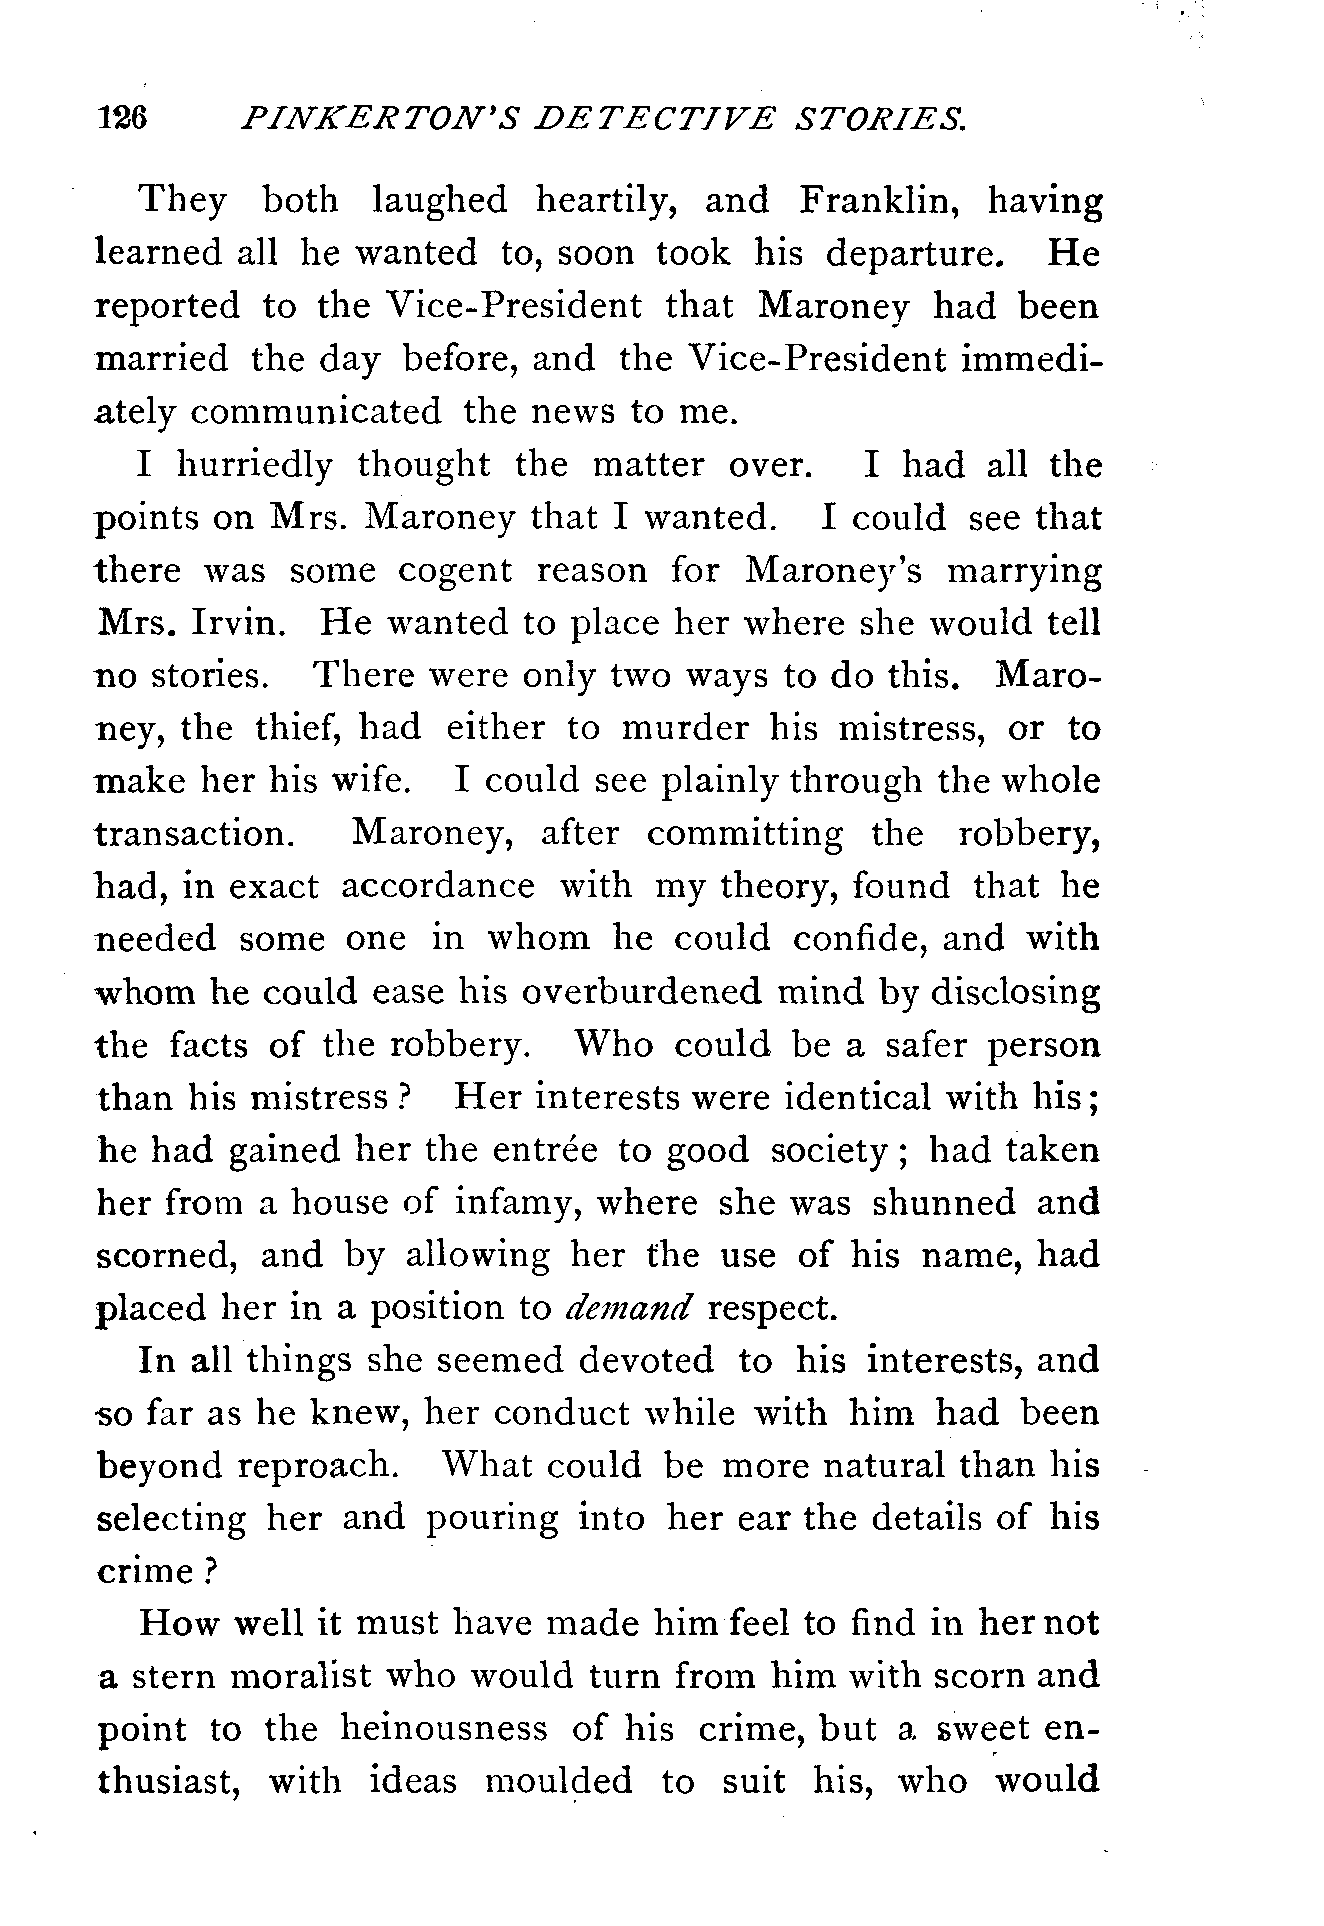 126 PINKERTON'S DETECTIVE STORIES.
They both laughed heartily, and Franklin, having
learned all he wanted to, soon took his departure. He
reported to the Vice-President that Maroney had been
married the day before, and the Vice-President immedi-
ately communicated the news to me.
I hurriedly thought the matter over. I had all the
points on Mrs. Maroney that I wanted. I could see that
there was some cogent reason for Maroney's marrying
Mrs. Irvin. He wanted to place her where she would tell
no stories. There were only two ways to do this. Maro-
ney, the thief, had either to murder his mistress, or to
make her his wife. I could see plainly through the whole
transaction. Maroney, after committing the robbery,
had, in exact accordance with my theory, found that he
needed some one in whom he could confide, and with
whom he could ease his overburdened mind by disclosing
the facts of the robbery. Who could be a safer person
than his mistress? Her interests were identical with his;
he had gained her the entrée to good society; had taken
her from a house of infamy, where she was shunned and
scorned, and by allowing her the use of his name, had
placed her in a position to demand respect.
In all things she seemed devoted to his interests, and
so far as he knew, her conduct while with him had been
beyond reproach. What could be more natural than his
selecting her and pouring into her ear the details of his
crime?
How well it must have made him feel to find in her not
a stern moralist who would turn from him with scorn and
point to the heinousness of his crime, but a sweet en-
thusiast, with ideas moulded to suit his, who would